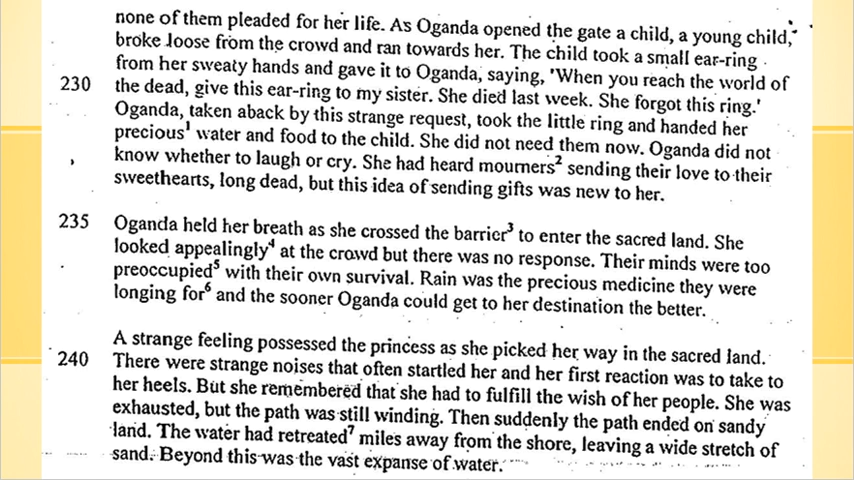 none of them pleaded for her life. As Oganda opened the gate a child, a young child,
broke loose from the crowd and ran towards her. The child took a small ear-ring
from her sweaty hands and gave it to Oganda, saying, 'When you reach the world of
230 the dead, give this ear-ring to my sister. She died last week. She forgot this ring.'
Oganda, taken aback by this strange request, took the little ring and handed her
precious¹ water and food to the child. She did not need them now. Oganda did not
know whether to laugh or cry. She had heard mourners² sending their love to their
sweethearts, long dead, but this idea of sending gifts was new to her.
235 Oganda held her breath as she crossed the barrier³ to enter the sacred land. She
looked appealingly⁴ at the crowd but there was no response. Their minds were too
preoccupied⁵ with their own survival. Rain was the precious medicine they were
longing for⁶ and the sooner Oganda could get to her destination the better.
A strange feeling possessed the princess as she picked her way in the sacred land.
240 There were strange noises that often startled her and her first reaction was to take to
her heels. But she remembered that she had to fulfill the wish of her people. She was
exhausted, but the path was still winding. Then suddenly the path ended on sandy
land. The water had retreated⁷ miles away from the shore, leaving a wide stretch of
sand. Beyond this was the vast expanse of water.